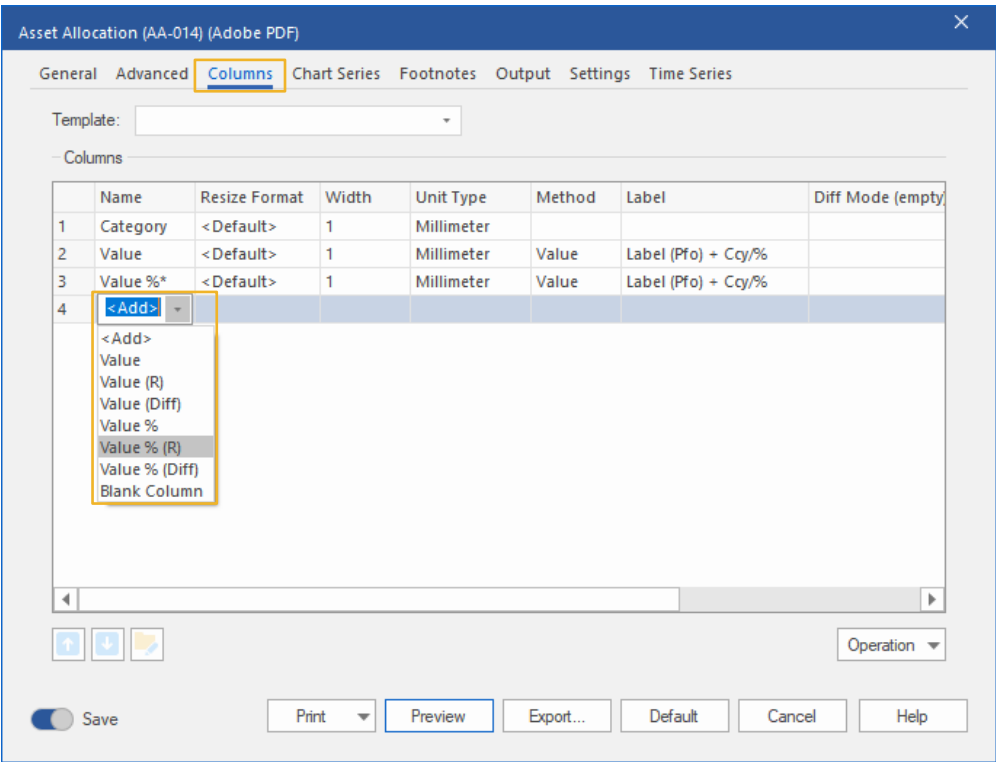 Asset Allocation (AA-014) (Adobe PDF)
General Advanced Columns Chart Series Footnotes Output Settings Time Series
Template:
Columns
Name Resize Format Width Unit Type Method Label Diff Mode (empty)
1 Category <Default> 1 Millimeter
2 Value <Default> 1 Millimeter Value Label (Pfo) + Ccy/%
3 Value %* <Default> 1 Millimeter Value Label (Pfo) + Ccy/%
4 <Add>
<Add>
Value
Value (R)
Value (Diff)
Value %
Value % (R)
Value % (Diff)
Blank Column
Operation
Save Print Preview Export... Default Cancel Help